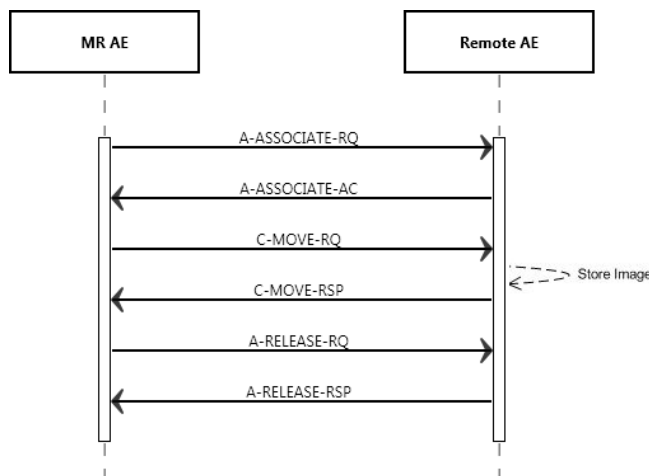 MR AE
Remote AE
A-ASSOCIATE-RQ
A-ASSOCIATE-AC
C-MOVE-RQ
Store Image
C-MOVE-RSP
A-RELEASE-RQ
A-RELEASE-RSP